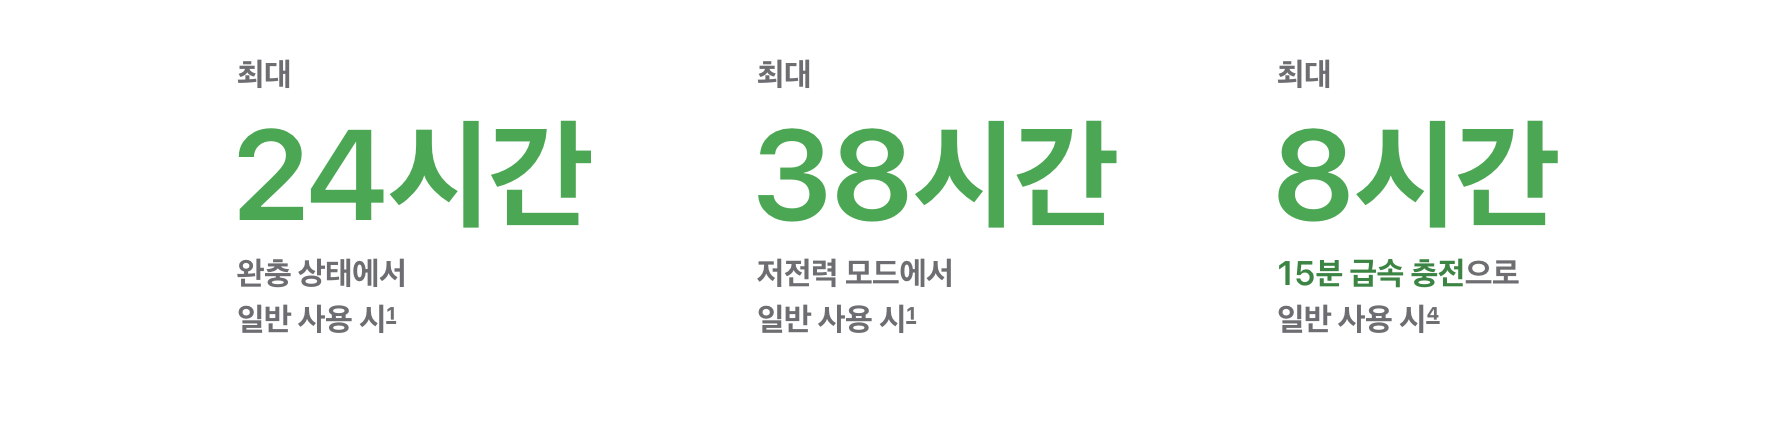 최대
24시간
완충 상태에서
일반 사용 시1
최대
38시간
저전력 모드에서
일반 사용 시1
최대
8시간
15분 급속 충전으로
일반 사용 시4